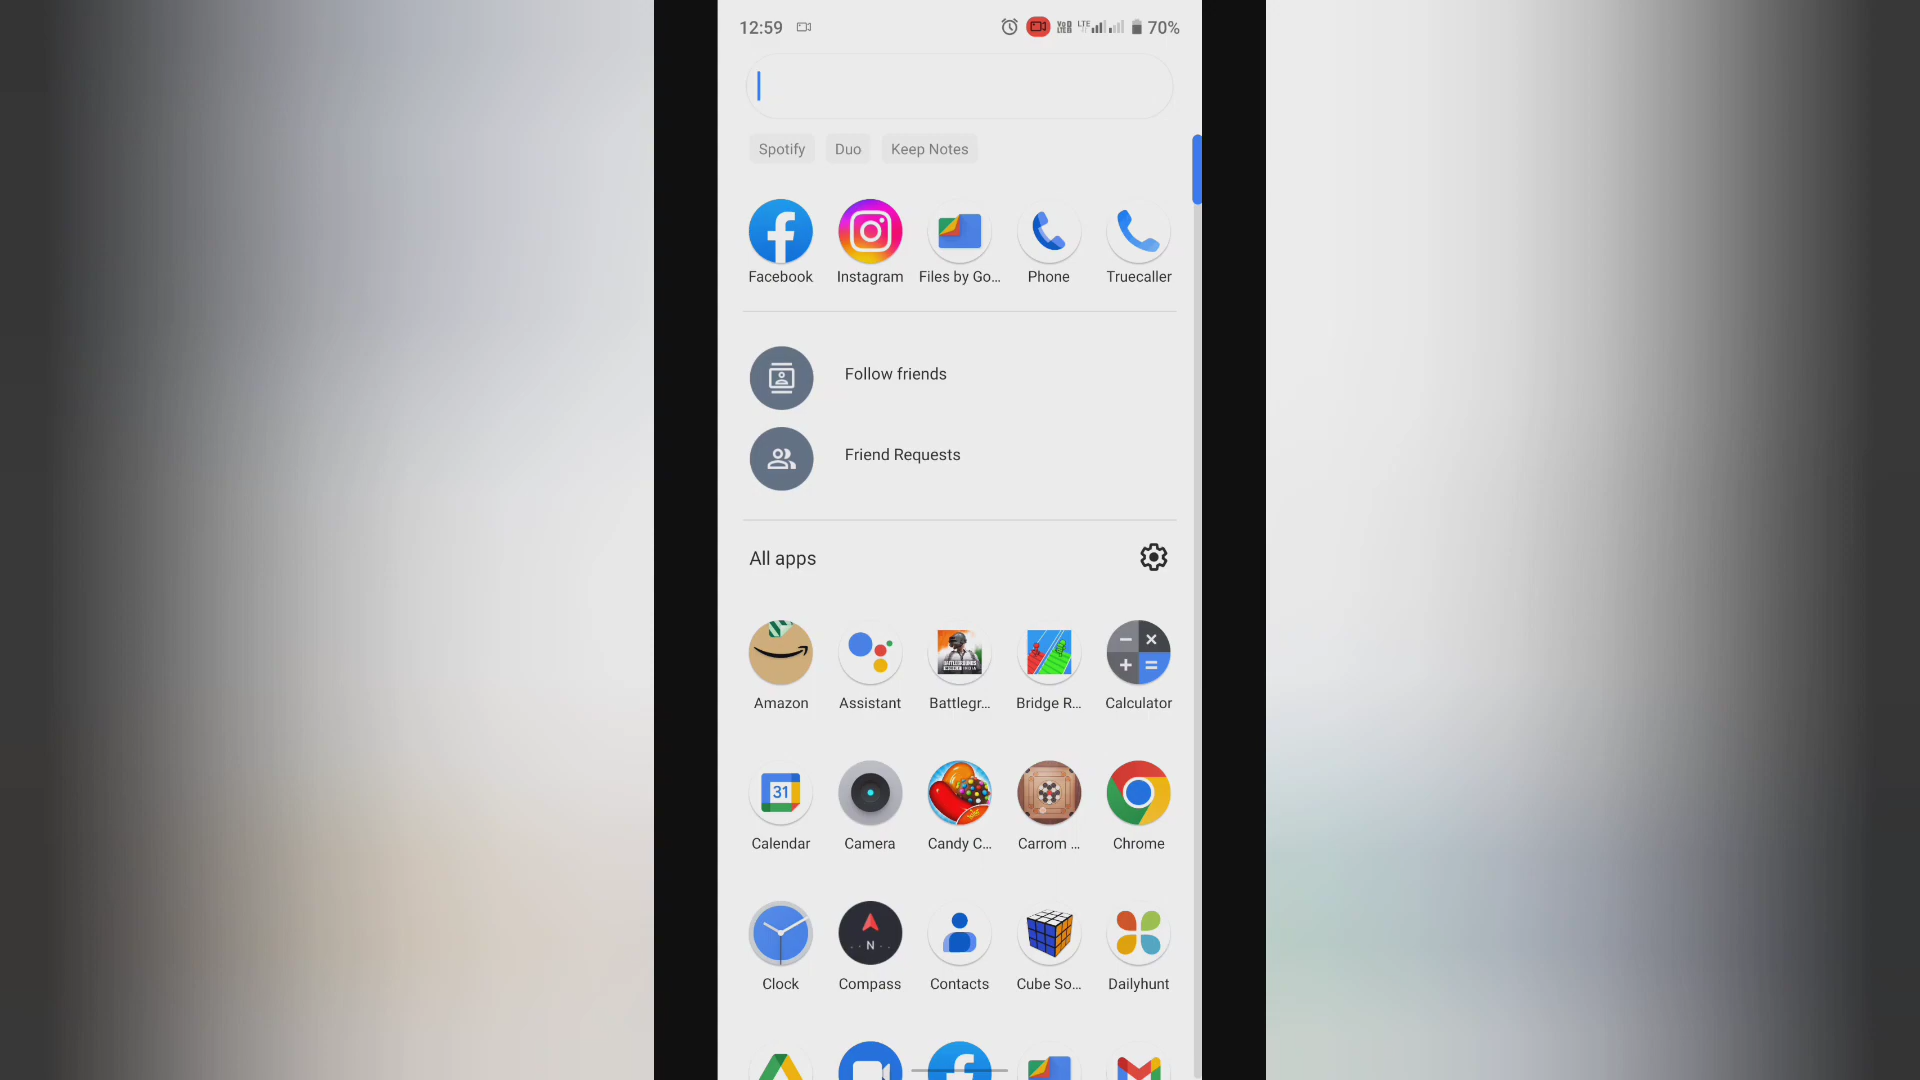 12:59
LTE 70%
Spotify Duo Keep Notes
Facebook Instagram Files by Go... Phone Truecaller
Follow friends
Friend Requests
All apps
Amazon Assistant Battlegr... Bridge R... Calculator
31
Calendar Camera Candy C... Carrom ... Chrome
N
Clock Compass Contacts Cube So... Dailyhunt